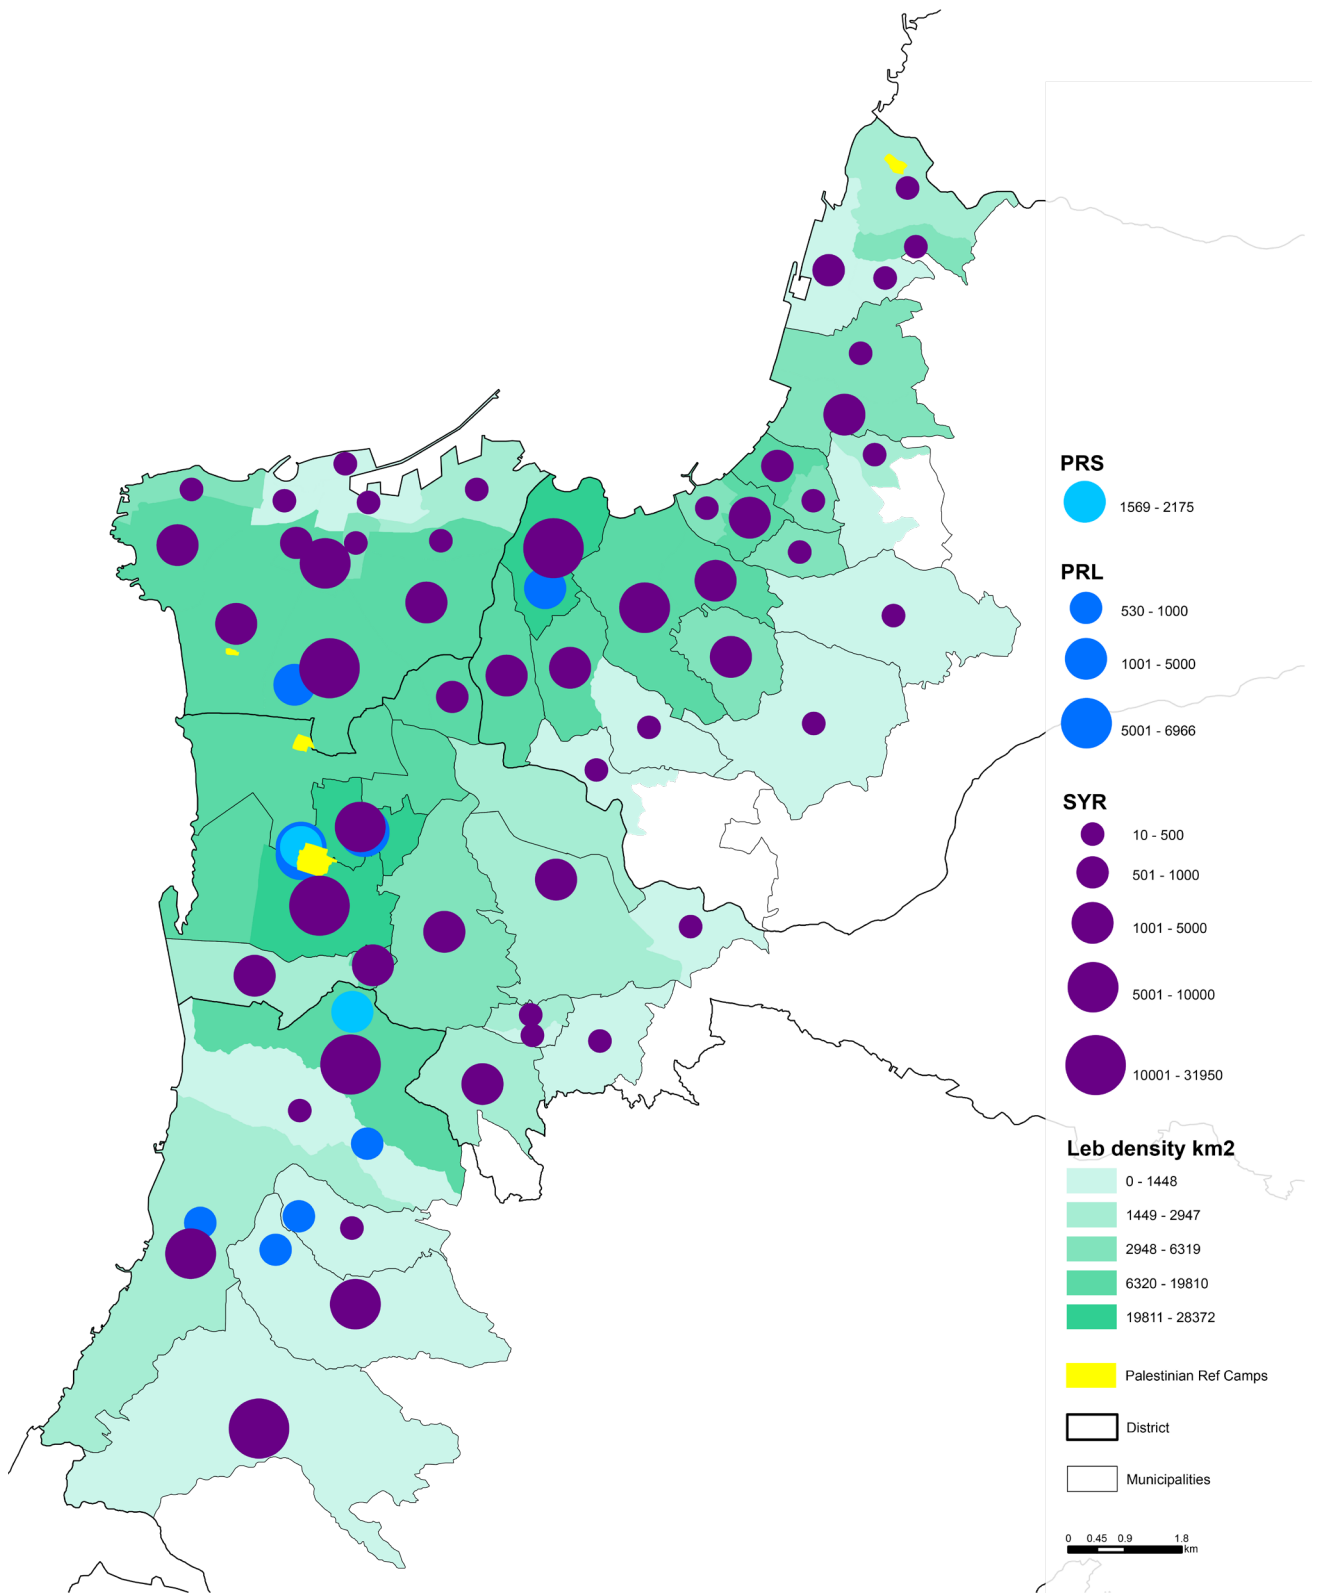 PRS
1569 - 2175
PRL
530 - 1000
1001 - 5000
5001 - 6966
SYR
10 - 500
501 - 1000
1001 - 5000
5001 - 10000
10001 - 31950
Leb density km2
0 - 1448
1449 - 2947
2948 - 6319
6320 - 19810
19811 - 28372
Palestinian Ref Camps
District
Municipalities
0 0.45 0.9 1.8
km